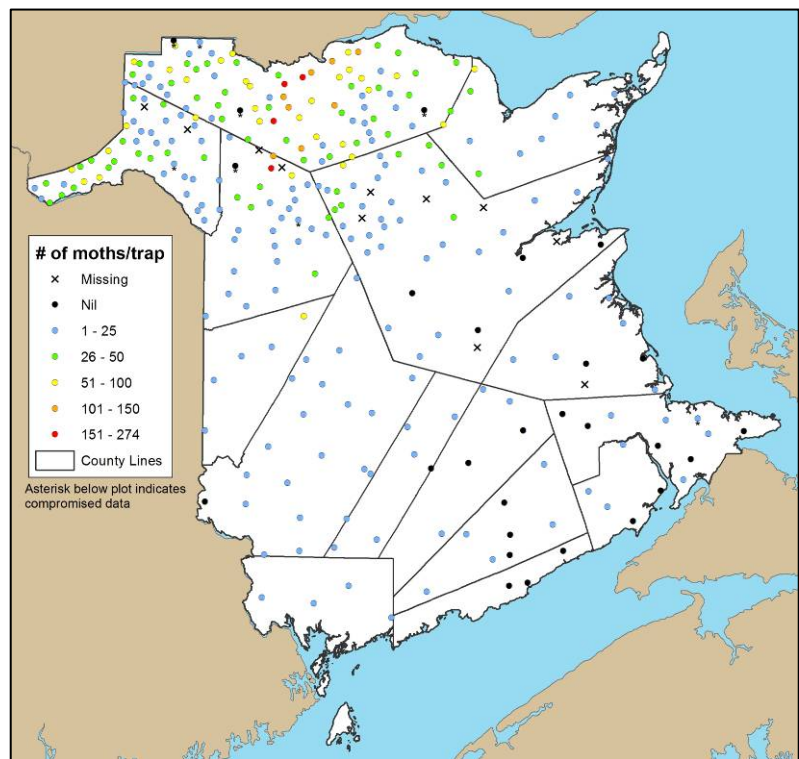 # of moths/trap
Missing
Nil
1 - 25
26 - 50
51 - 100
101 - 150
151 - 274
County Lines
Asterisk below plot indicates
compromised data